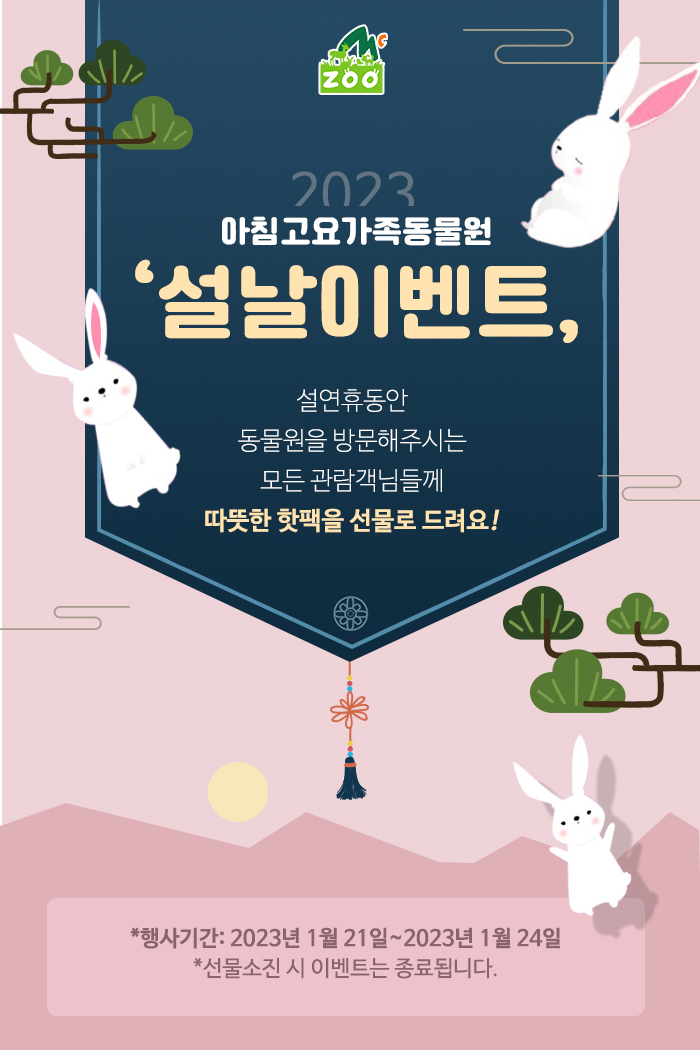 Mc
ZOO
2023
아침고요가족동물원
‘설날이벤트,
설연휴동안
동물원을 방문해주시는
모든 관람객님들께
따뜻한 핫팩을 선물로 드려요!
*행사기간: 2023년 1월 21일~2023년 1월 24일
*선물소진 시 이벤트는 종료됩니다.